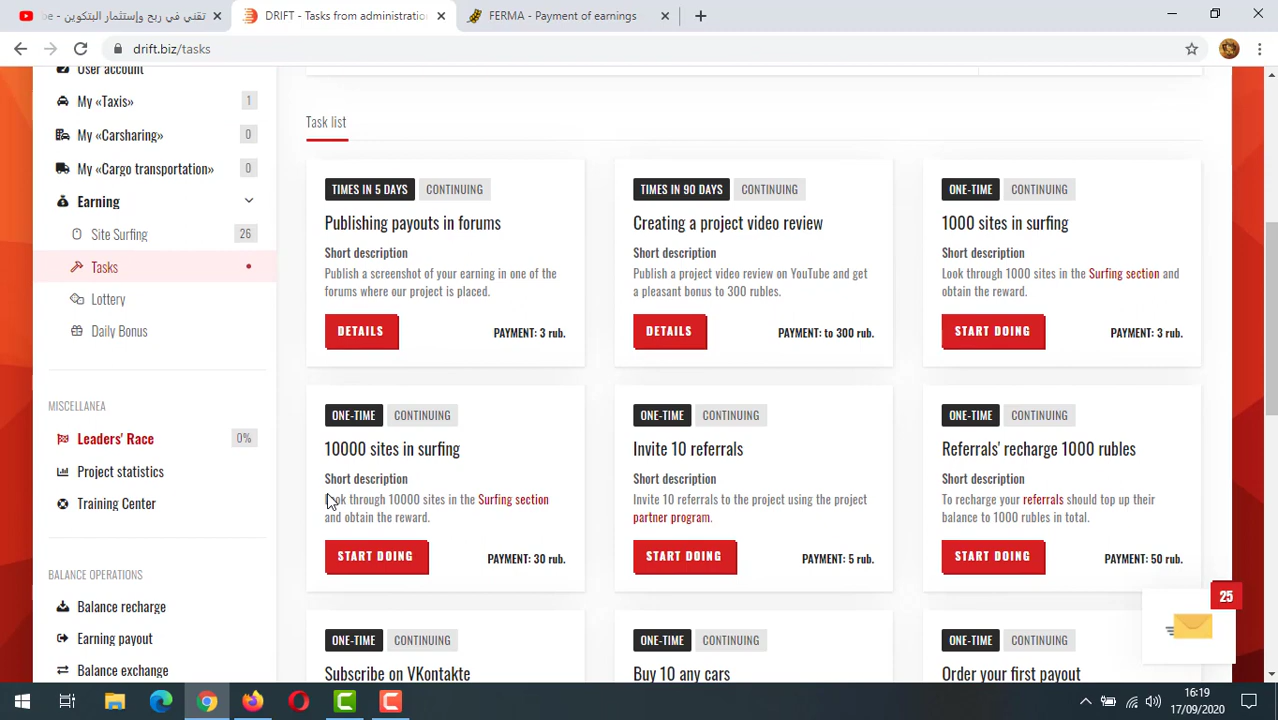 تقني في ربح وإستثمار البتكوين - be
DRIFT - Tasks from administration
FERMA - Payment of earnings
drift.biz/tasks
User account
My «Taxis» 1
My «Carsharing» 0
My «Cargo transportation» 0
Earning
Site Surfing 26
Tasks
Lottery
Daily Bonus
MISCELLANEA
Leaders' Race 0%
Project statistics
Training Center
BALANCE OPERATIONS
Balance recharge
Earning payout
Balance exchange
Task list
TIMES IN 5 DAYS CONTINUING
Publishing payouts in forums
Short description
Publish a screenshot of your earning in one of the
forums where our project is placed.
DETAILS PAYMENT: 3 rub.
TIMES IN 90 DAYS CONTINUING
Creating a project video review
Short description
Publish a project video review on YouTube and get
a pleasant bonus to 300 rubles.
DETAILS PAYMENT: to 300 rub.
ONE-TIME CONTINUING
1000 sites in surfing
Short description
Look through 1000 sites in the Surfing section and
obtain the reward.
START DOING PAYMENT: 3 rub.
ONE-TIME CONTINUING
10000 sites in surfing
Short description
Look through 10000 sites in the Surfing section
and obtain the reward.
START DOING PAYMENT: 30 rub.
ONE-TIME CONTINUING
Invite 10 referrals
Short description
Invite 10 referrals to the project using the project
partner program.
START DOING PAYMENT: 5 rub.
ONE-TIME CONTINUING
Referrals' recharge 1000 rubles
Short description
To recharge your referrals should top up their
balance to 1000 rubles in total.
START DOING PAYMENT: 50 rub.
ONE-TIME CONTINUING
Subscribe on VKontakte
ONE-TIME CONTINUING
Buy 10 any cars
ONE-TIME CONTINUING
Order your first payout
25
16:19
17/09/2020